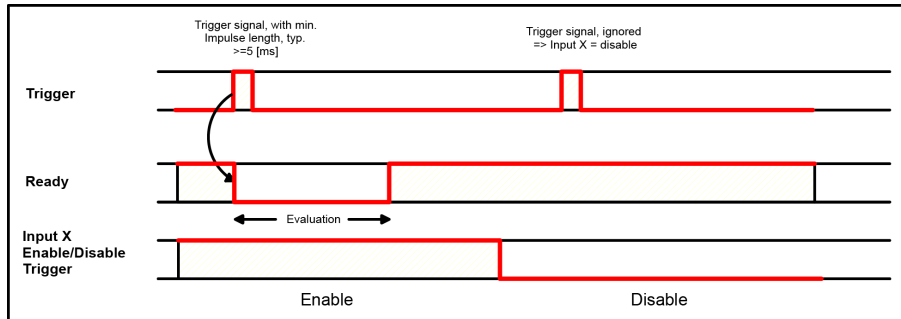 Trigger signal, with min.
Impulse length, typ.
>=5 [ms]
Trigger signal, ignored
=> Input X = disable
Trigger
Ready
Evaluation
Input X
Enable/Disable
Trigger
Enable
Disable